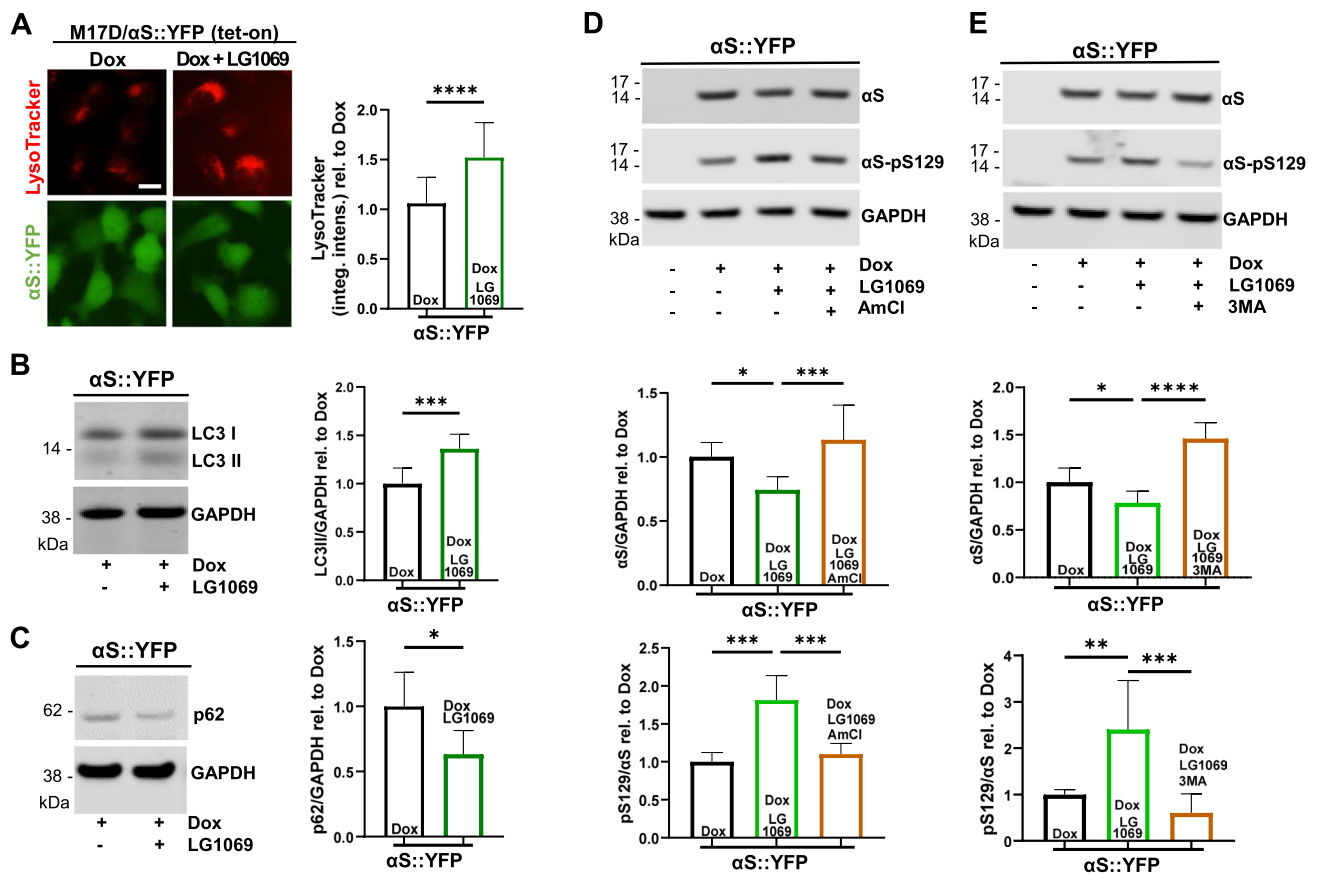 A
M17D/αS::YFP (tet-on)
Dox
Dox + LG1069
LysoTracker
αS::YFP
LysoTracker
(integ. intens.) rel. to Dox
2.0
1.5
1.0
0.5
0.0
****
Dox
Dox
LG
1069
αS::YFP
B
αS::YFP
14 -
LC3 I
LC3 II
38 -
GAPDH
kDa
+ + Dox
- + LG1069
LC3II/GAPDH rel. to Dox
2.0
1.5
1.0
0.5
0.0
***
Dox
Dox
LG
1069
αS::YFP
C
αS::YFP
62 -
p62
38 -
GAPDH
kDa
+ + Dox
- + LG1069
p62/GAPDH rel. to Dox
1.5
1.0
0.5
0.0
*
Dox
Dox
LG1069
αS::YFP
D
αS::YFP
17 -
14 -
αS
17 -
14 -
αS-pS129
38 -
GAPDH
kDa
- + + + Dox
- - + + LG1069
- - - + AmCl
αS/GAPDH rel. to Dox
1.5
1.0
0.5
0.0
* ***
Dox
Dox
LG
1069
Dox
LG
1069
AmCl
αS::YFP
pS129/αS rel. to Dox
2.5
2.0
1.5
1.0
0.5
0.0
*** ***
Dox
Dox
LG
1069
Dox
LG1069
AmCl
αS::YFP
E
αS::YFP
17 -
14 -
αS
17 -
14 -
αS-pS129
38 -
GAPDH
kDa
- + + + Dox
- - + + LG1069
- - - + 3MA
αS/GAPDH rel. to Dox
2.0
1.5
1.0
0.5
0.0
* ****
Dox
Dox
LG
1069
Dox
LG
1069
3MA
αS::YFP
pS129/αS rel. to Dox
4
3
2
1
0
** ***
Dox
Dox
LG
1069
Dox
LG1069
3MA
αS::YFP